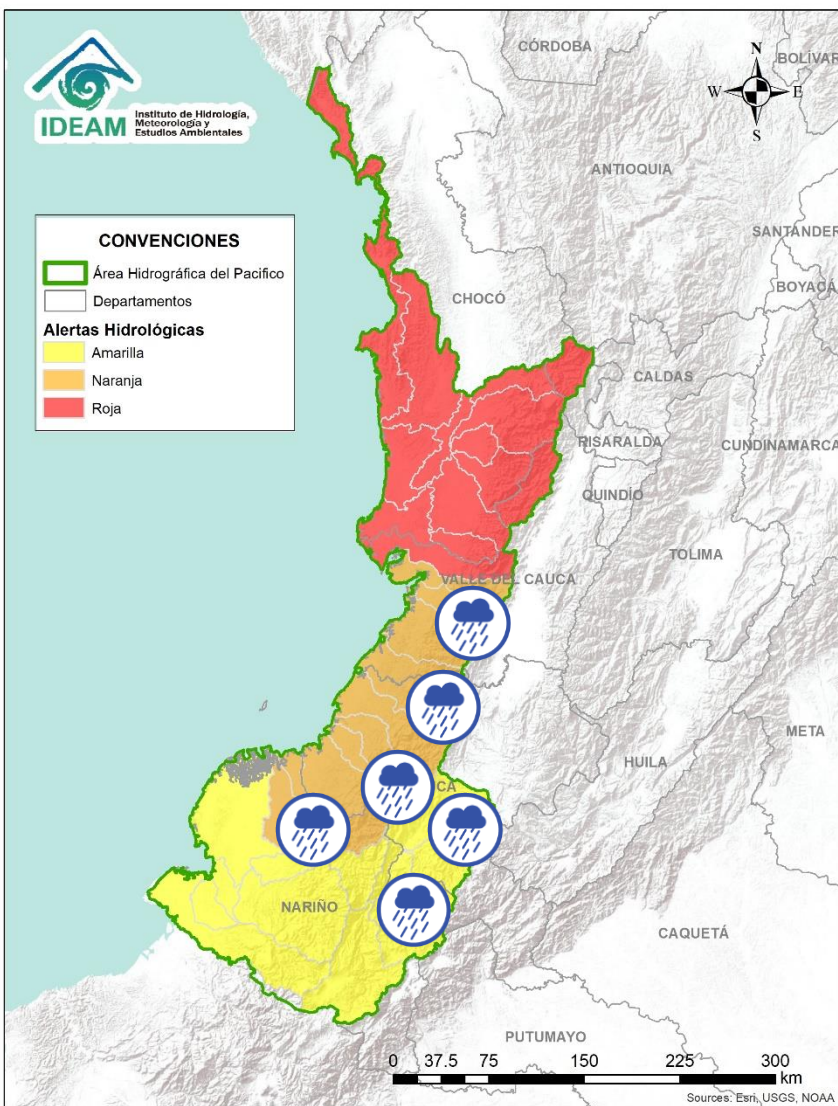 IDEAM
Instituto de Hidrología,
Meteorología y
Estudios Ambientales
CÓRDOBA
BOLÍVAR
N
W
E
S
ANTIOQUIA
SANTANDER
BOYACÁ
CONVENCIONES
Área Hidrográfica del Pacifico
Departamentos
Alertas Hidrológicas
Amarilla
Naranja
Roja
CHOCÓ
CALDAS
RISARALDA
CUNDINAMARCA
QUINDÍO
TOLIMA
VALLE DEL CAUCA
META
HUILA
CA
NARIÑO
CAQUETÁ
PUTUMAYO
0 37.5 75 150 225 300
km
Sources: Esri, USGS, NOAA